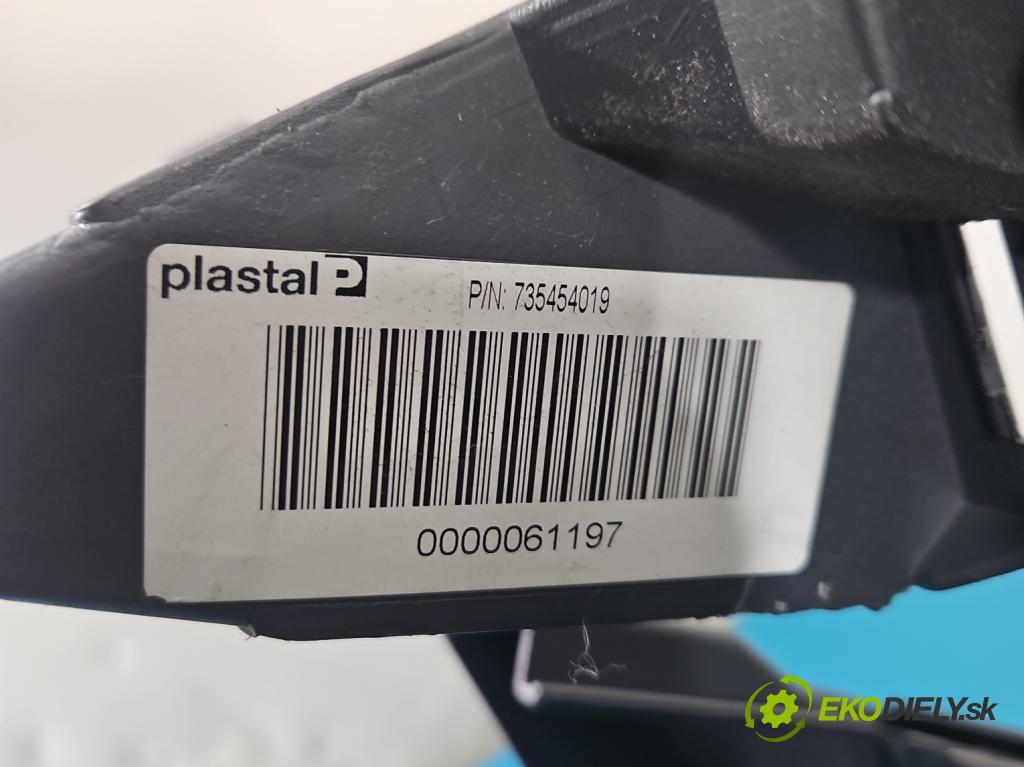 plastal P
P/N: 735454019
0000061197
EKODIELY.sk